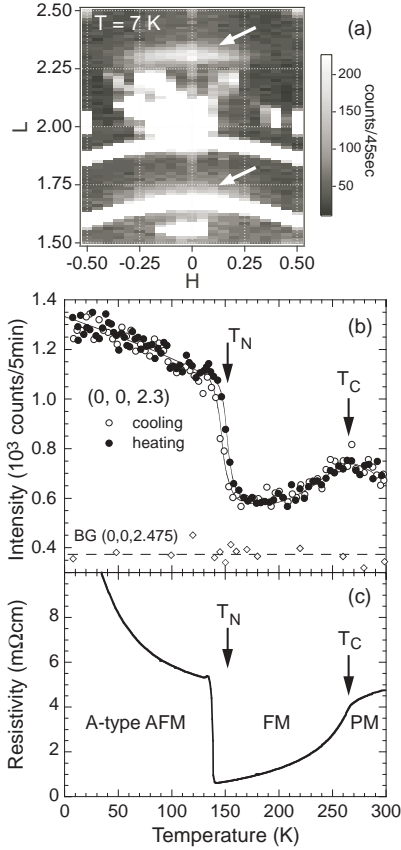 T = 7 K
(a)
2.50
2.25
2.00
1.75
1.50
L
-0.50
-0.25
0
0.25
0.50
H
200
150
100
50
counts/45sec
1.4
1.2
1.0
0.8
0.6
0.4
Intensity (10³ counts/5min)
(b)
T_N
T_C
(0, 0, 2.3)
cooling
heating
BG (0,0,2.475)
(c)
8
6
4
2
0
Resistivity (mΩcm)
T_N
T_C
A-type AFM
FM
PM
0
50
100
150
200
250
300
Temperature (K)